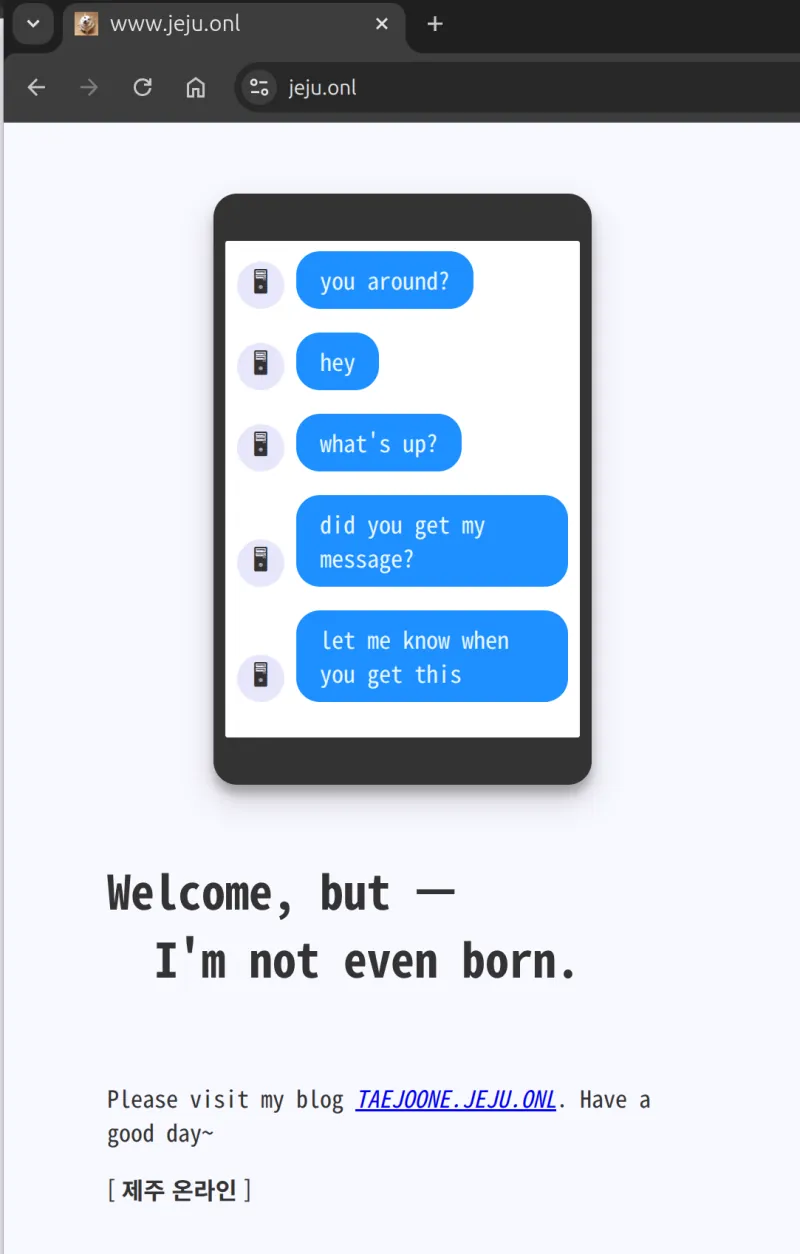 www.jeju.onl
jeju.onl
you around?
hey
what's up?
did you get my
message?
let me know when
you get this
Welcome, but —
I'm not even born.
Please visit my blog TAEJOONE.JEJU.ONL. Have a
good day~
[ 제주 온라인 ]